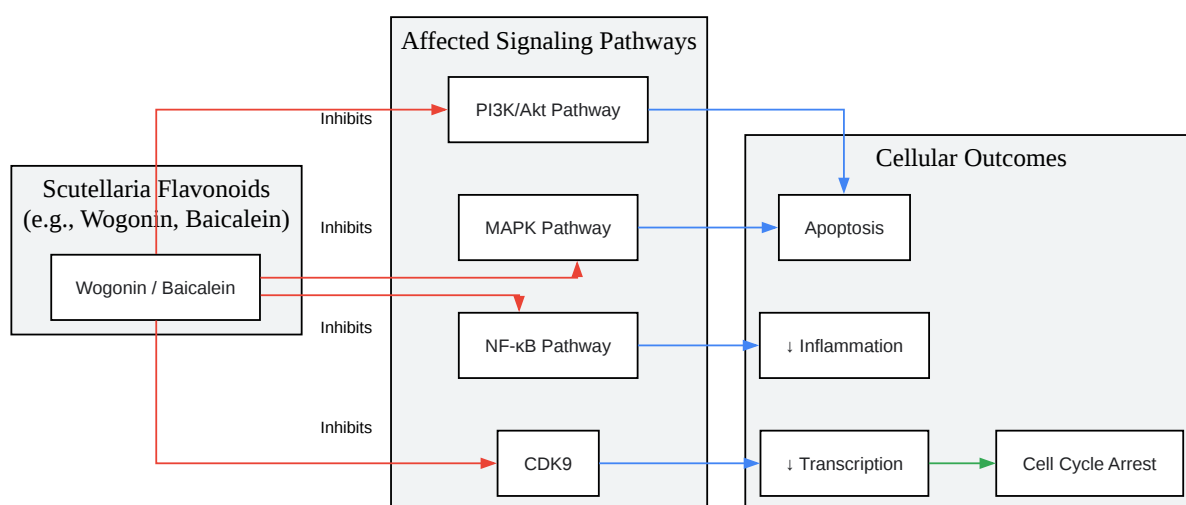 Affected Signaling Pathways
PI3K/Akt Pathway
Inhibits
Cellular Outcomes
Scutellaria Flavonoids
(e.g., Wogonin, Baicalein)
Inhibits
MAPK Pathway
Apoptosis
Wogonin / Baicalein
Inhibits
NF-κB Pathway
↓ Inflammation
Inhibits
CDK9
↓ Transcription
Cell Cycle Arrest